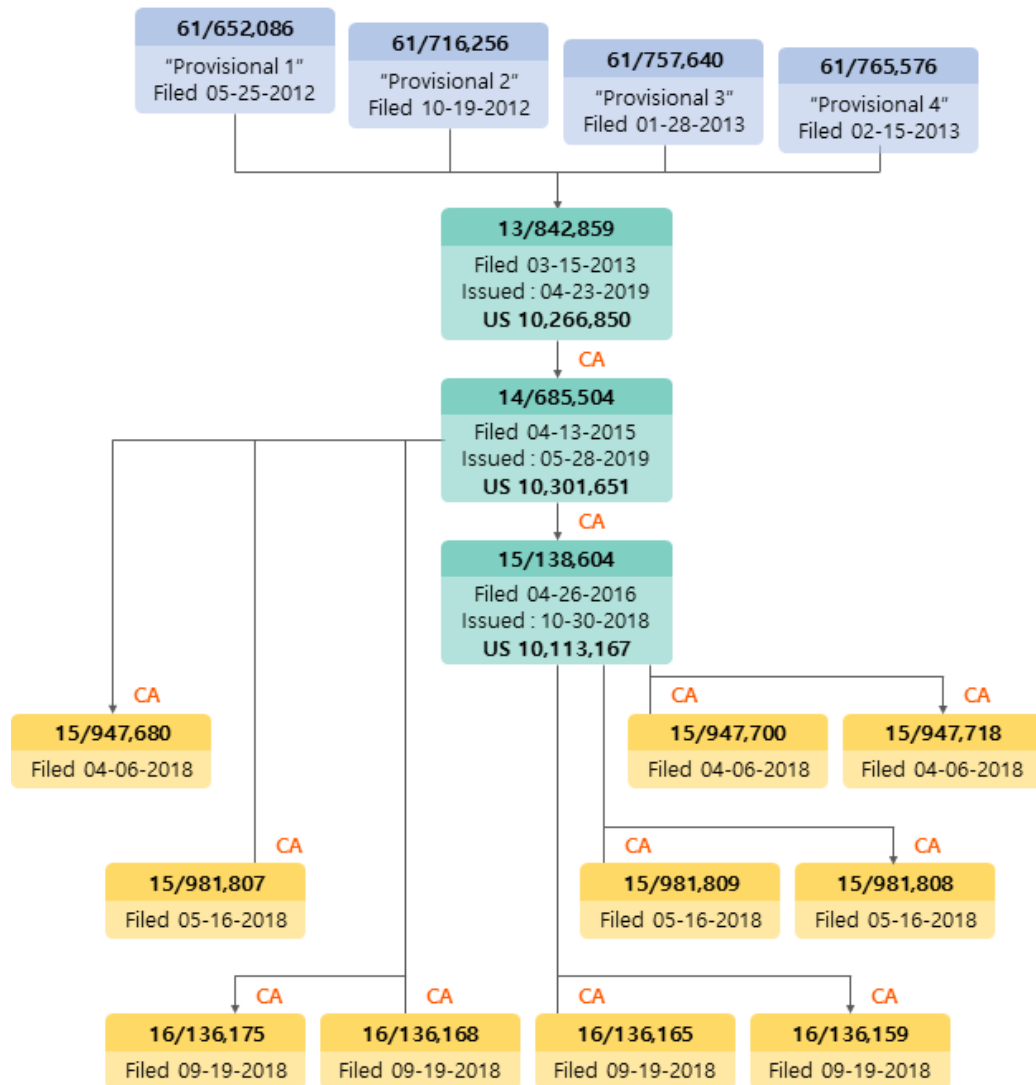 61/652,086
"Provisional 1"
Filed 05-25-2012
61/716,256
"Provisional 2"
Filed 10-19-2012
61/757,640
"Provisional 3"
Filed 01-28-2013
61/765,576
"Provisional 4"
Filed 02-15-2013
13/842,859
Filed 03-15-2013
Issued : 04-23-2019
US 10,266,850
CA
14/685,504
Filed 04-13-2015
Issued : 05-28-2019
US 10,301,651
CA
15/138,604
Filed 04-26-2016
Issued : 10-30-2018
US 10,113,167
CA
15/947,680
Filed 04-06-2018
CA
15/947,700
Filed 04-06-2018
CA
15/947,718
Filed 04-06-2018
CA
15/981,807
Filed 05-16-2018
CA
15/981,809
Filed 05-16-2018
CA
15/981,808
Filed 05-16-2018
CA
16/136,175
Filed 09-19-2018
CA
16/136,168
Filed 09-19-2018
CA
16/136,165
Filed 09-19-2018
CA
16/136,159
Filed 09-19-2018